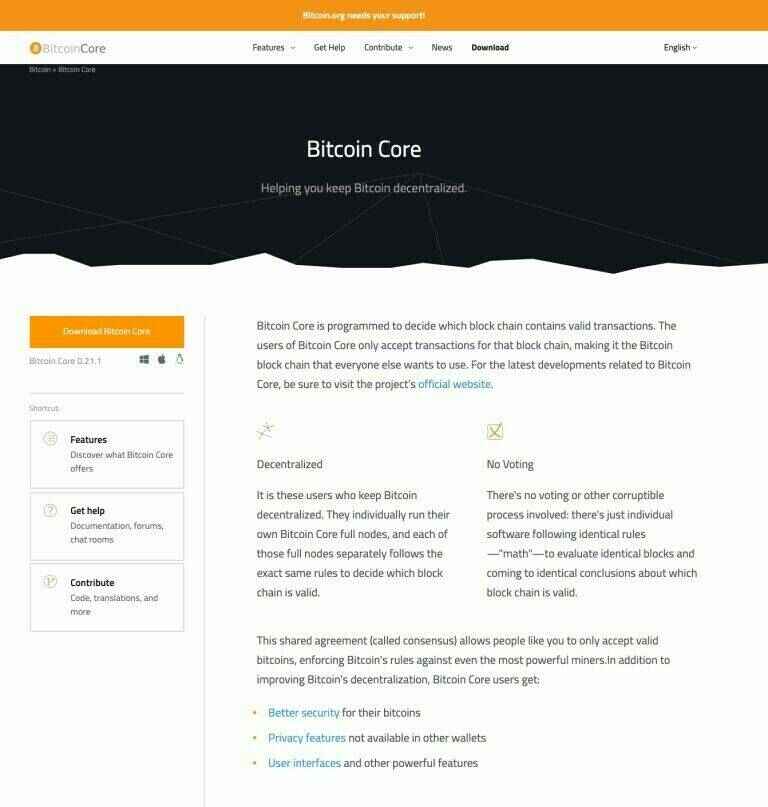 Bitcoin.org needs your support!
BitcoinCore
Features
Get Help
Contribute
News
Download
English
Bitcoin > Bitcoin Core
Bitcoin Core
Helping you keep Bitcoin decentralized.
Download Bitcoin Core
Bitcoin Core 0.21.1
Shortcut
Features
Discover what Bitcoin Core
offers
Get help
Documentation, forums,
chat rooms
Contribute
Code, translations, and
more
Bitcoin Core is programmed to decide which block chain contains valid transactions. The
users of Bitcoin Core only accept transactions for that block chain, making it the Bitcoin
block chain that everyone else wants to use. For the latest developments related to Bitcoin
Core, be sure to visit the project's official website.
Decentralized
It is these users who keep Bitcoin
decentralized. They individually run their
own Bitcoin Core full nodes, and each of
those full nodes separately follows the
exact same rules to decide which block
chain is valid.
No Voting
There's no voting or other corruptible
process involved: there's just individual
software following identical rules
—"math"—to evaluate identical blocks and
coming to identical conclusions about which
block chain is valid.
This shared agreement (called consensus) allows people like you to only accept valid
bitcoins, enforcing Bitcoin's rules against even the most powerful miners.In addition to
improving Bitcoin's decentralization, Bitcoin Core users get:
• Better security for their bitcoins
• Privacy features not available in other wallets
• User interfaces and other powerful features